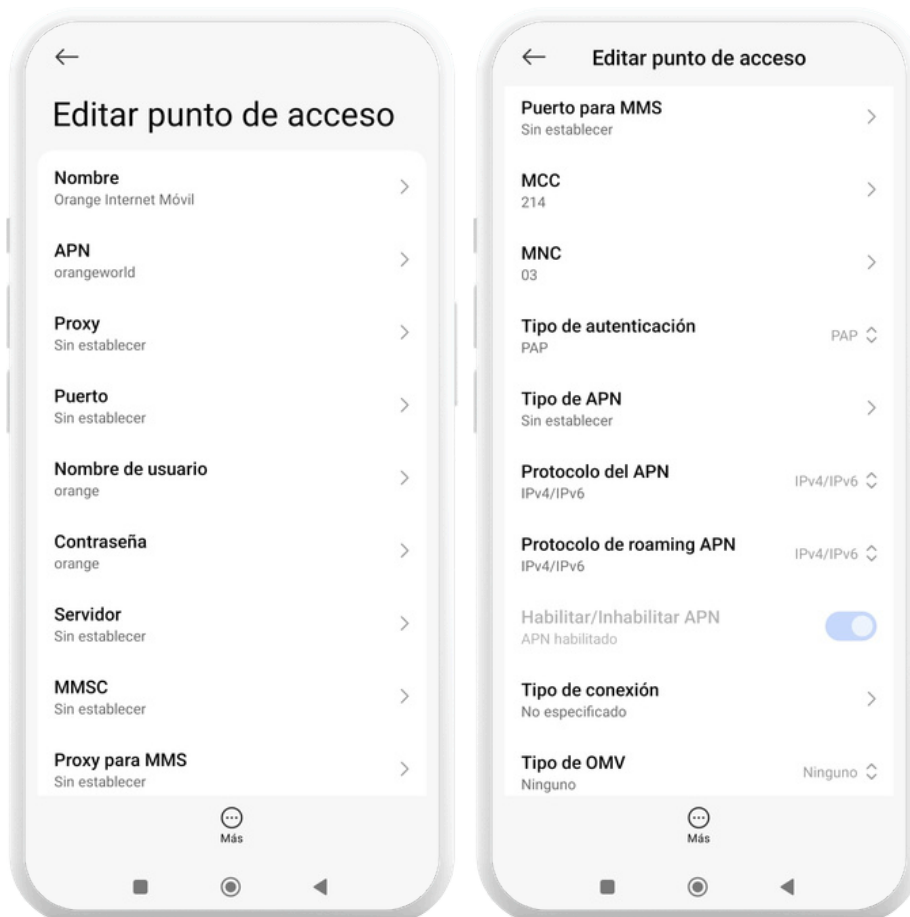 Editar punto de acceso
Nombre
Orange Internet Móvil
APN
orangeworld
Proxy
Sin establecer
Puerto
Sin establecer
Nombre de usuario
orange
Contraseña
orange
Servidor
Sin establecer
MMSC
Sin establecer
Proxy para MMS
Sin establecer
Más
Editar punto de acceso
Puerto para MMS
Sin establecer
MCC
214
MNC
03
Tipo de autenticación
PAP
PAP
Tipo de APN
Sin establecer
Protocolo del APN
IPv4/IPv6
IPv4/IPv6
Protocolo de roaming APN
IPv4/IPv6
IPv4/IPv6
Habilitar/Inhabilitar APN
APN habilitado
Tipo de conexión
No especificado
Tipo de OMV
Ninguno
Ninguno
Más